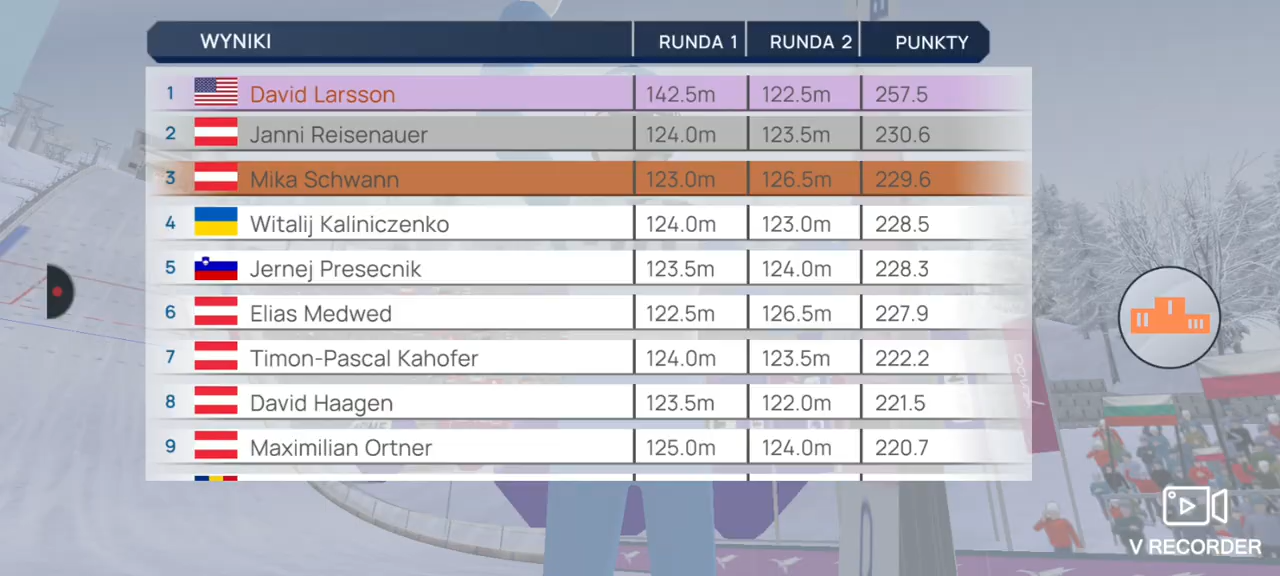 WYNIKI RUNDA 1 RUNDA 2 PUNKTY
1 David Larsson 142.5m 122.5m 257.5
2 Janni Reisenauer 124.0m 123.5m 230.6
3 Mika Schwann 123.0m 126.5m 229.6
4 Witalij Kaliniczenko 124.0m 123.0m 228.5
5 Jernej Presecnik 123.5m 124.0m 228.3
6 Elias Medwed 122.5m 126.5m 227.9
7 Timon-Pascal Kahofer 124.0m 123.5m 222.2
8 David Haagen 123.5m 122.0m 221.5
9 Maximilian Ortner 125.0m 124.0m 220.7
V RECORDER